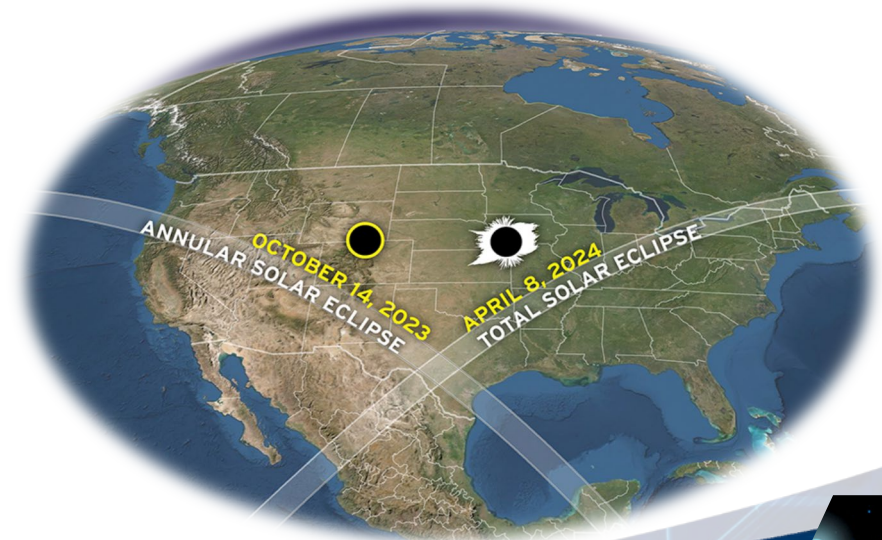 OCTOBER 14, 2023
ANNULAR SOLAR ECLIPSE
APRIL 8, 2024
TOTAL SOLAR ECLIPSE